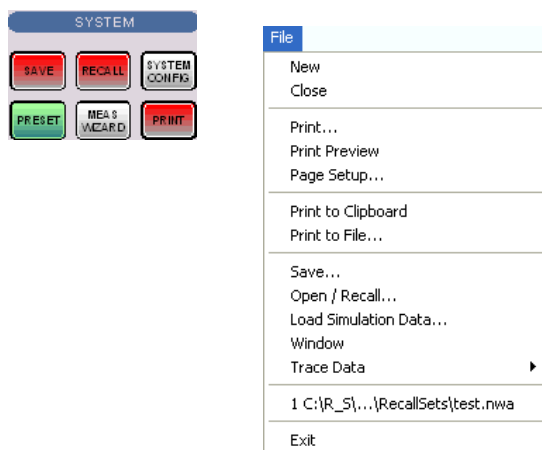 SYSTEM
SAVE
RECALL
SYSTEM
CONFIG
PRESET
MEAS
WIZARD
PRINT
File
New
Close
Print...
Print Preview
Page Setup...
Print to Clipboard
Print to File...
Save...
Open / Recall...
Load Simulation Data...
Window
Trace Data
1 C:\R_S\...\RecallSets\test.nwa
Exit